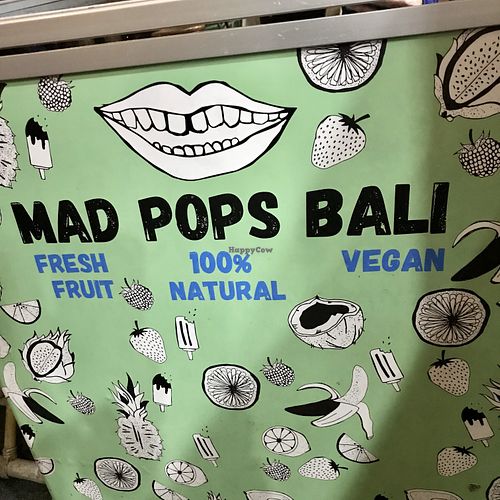 MAD POPS BALI
FRESH FRUIT
100% NATURAL
VEGAN
HappyCow